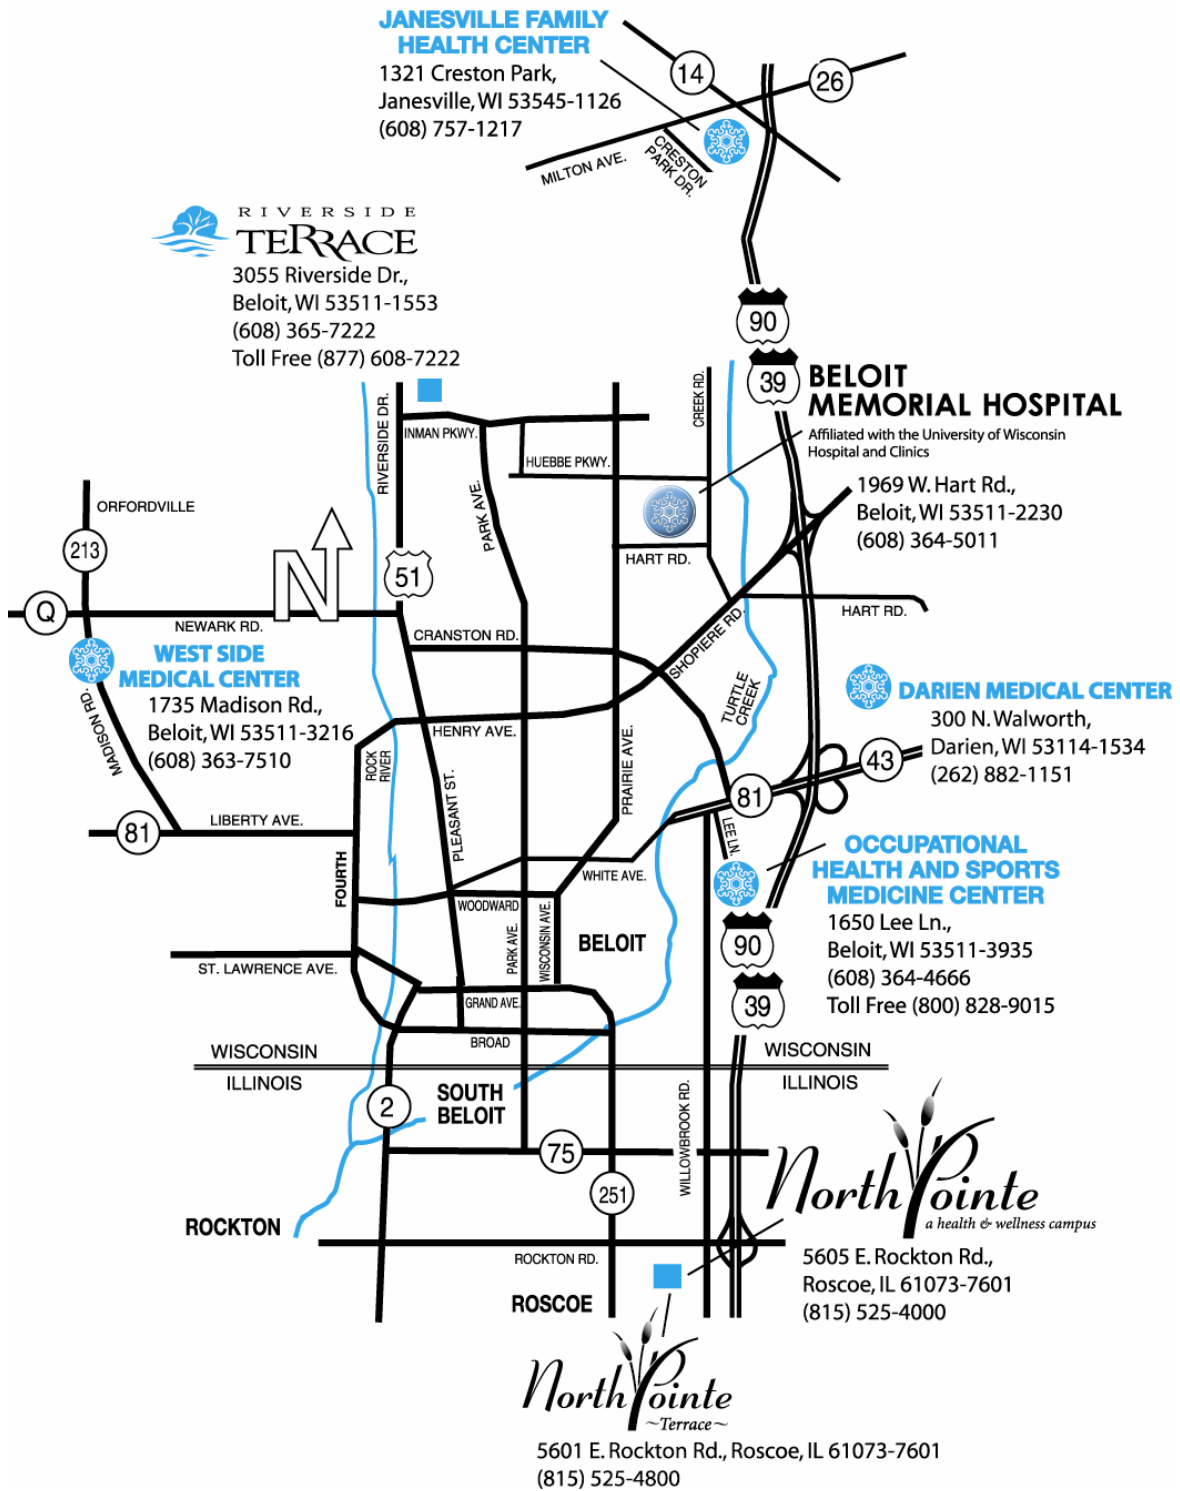 JANESVILLE FAMILY
HEALTH CENTER
1321 Creston Park,
Janesville, WI 53545-1126
(608) 757-1217
14
26
MILTON AVE.
CRESTON
PARK DR.
RIVERSIDE
TERRACE
3055 Riverside Dr.,
Beloit, WI 53511-1553
(608) 365-7222
Toll Free (877) 608-7222
90
39
BELOIT
MEMORIAL HOSPITAL
Affiliated with the University of Wisconsin
Hospital and Clinics
1969 W. Hart Rd.,
Beloit, WI 53511-2230
(608) 364-5011
RIVERSIDE DR.
INMAN PKWY.
HUEBBE PKWY.
CREEK RD.
PARK AVE.
ORFORDVILLE
213
N
51
HART RD.
HART RD.
Q
NEWARK RD.
CRANSTON RD.
SHOPIERE RD.
WEST SIDE
MEDICAL CENTER
1735 Madison Rd.,
Beloit, WI 53511-3216
(608) 363-7510
MADISON RD.
TURTLE
CREEK
DARIEN MEDICAL CENTER
300 N. Walworth,
Darien, WI 53114-1534
(262) 882-1151
HENRY AVE.
ROCK
RIVER
PRAIRIE AVE.
43
81
PLEASANT ST.
81
LIBERTY AVE.
LEE LN.
OCCUPATIONAL
HEALTH AND SPORTS
MEDICINE CENTER
1650 Lee Ln.,
Beloit, WI 53511-3935
(608) 364-4666
Toll Free (800) 828-9015
FOURTH
WHITE AVE.
WOODWARD
PARK AVE.
WISCONSIN AVE.
BELOIT
90
39
ST. LAWRENCE AVE.
GRAND AVE.
BROAD
WISCONSIN
ILLINOIS
WISCONSIN
ILLINOIS
2
SOUTH
BELOIT
WILLOWBROOK RD.
75
251
ROCKTON
ROCKTON RD.
ROSCOE
NorthPointe
a health & wellness campus
5605 E. Rockton Rd.,
Roscoe, IL 61073-7601
(815) 525-4000
NorthPointe
~Terrace~
5601 E. Rockton Rd., Roscoe, IL 61073-7601
(815) 525-4800